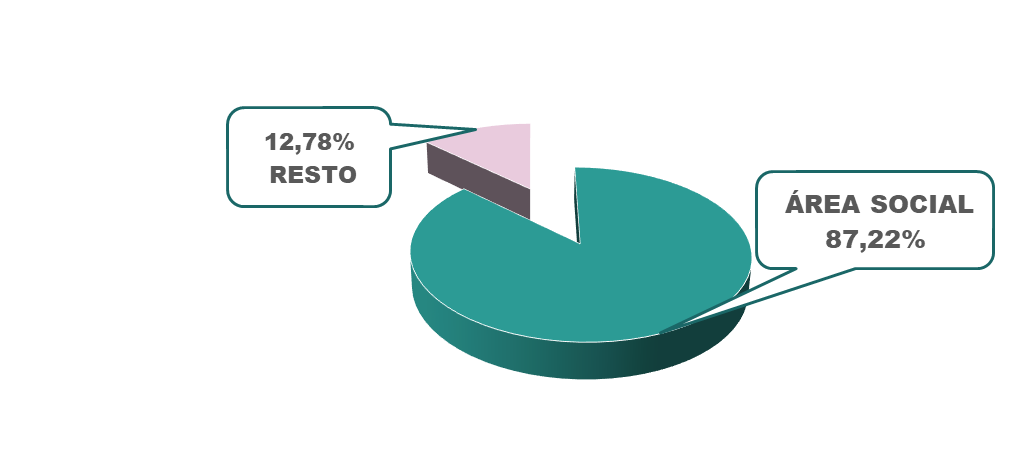 12,78%
RESTO
ÁREA SOCIAL
87,22%